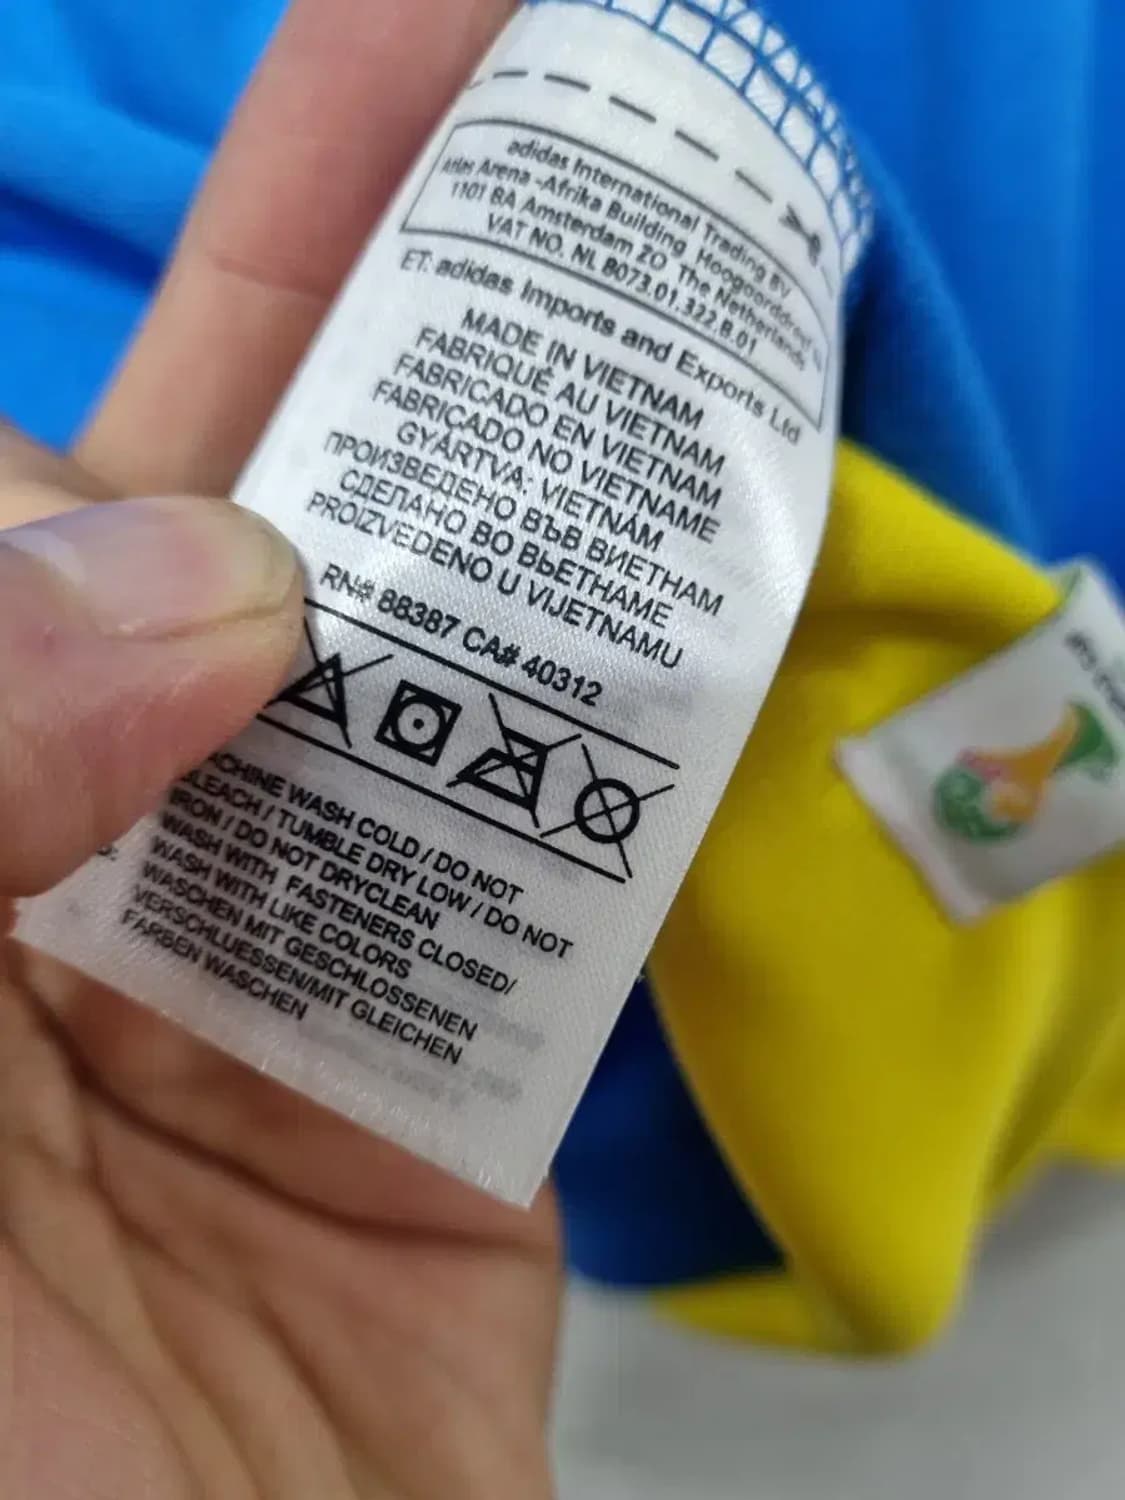 adidas International Trading BV
Atlas Arena -Afrika Building, Hoogoorddreef
1101 BA Amsterdam ZO The Netherlands
VAT NO. NL 8073.01.322.B.01
ET: adidas Imports and Exports Ltd
MADE IN VIETNAM
FABRIQUÉ AU VIETNAM
FABRICADO EN VIETNAM
FABRICADO NO VIETNAME
GYÁRTVA: VIETNÁM
ПРОИЗВЕДЕНО ВЪВ ВИЕТНАМ
СДЕЛАНО ВО ВЬЕТНАМЕ
PROIZVEDENO U VIJETNAMU
RN# 88387 CA# 40312
ACHINE WASH COLD / DO NOT
BLEACH / TUMBLE DRY LOW / DO NOT
IRON / DO NOT DRYCLEAN
WASH WITH FASTENERS CLOSED/
WASH WITH LIKE COLORS
WASCHEN MIT GESCHLOSSENEN
VERSCHLUESSEN/MIT GLEICHEN
FARBEN WASCHEN